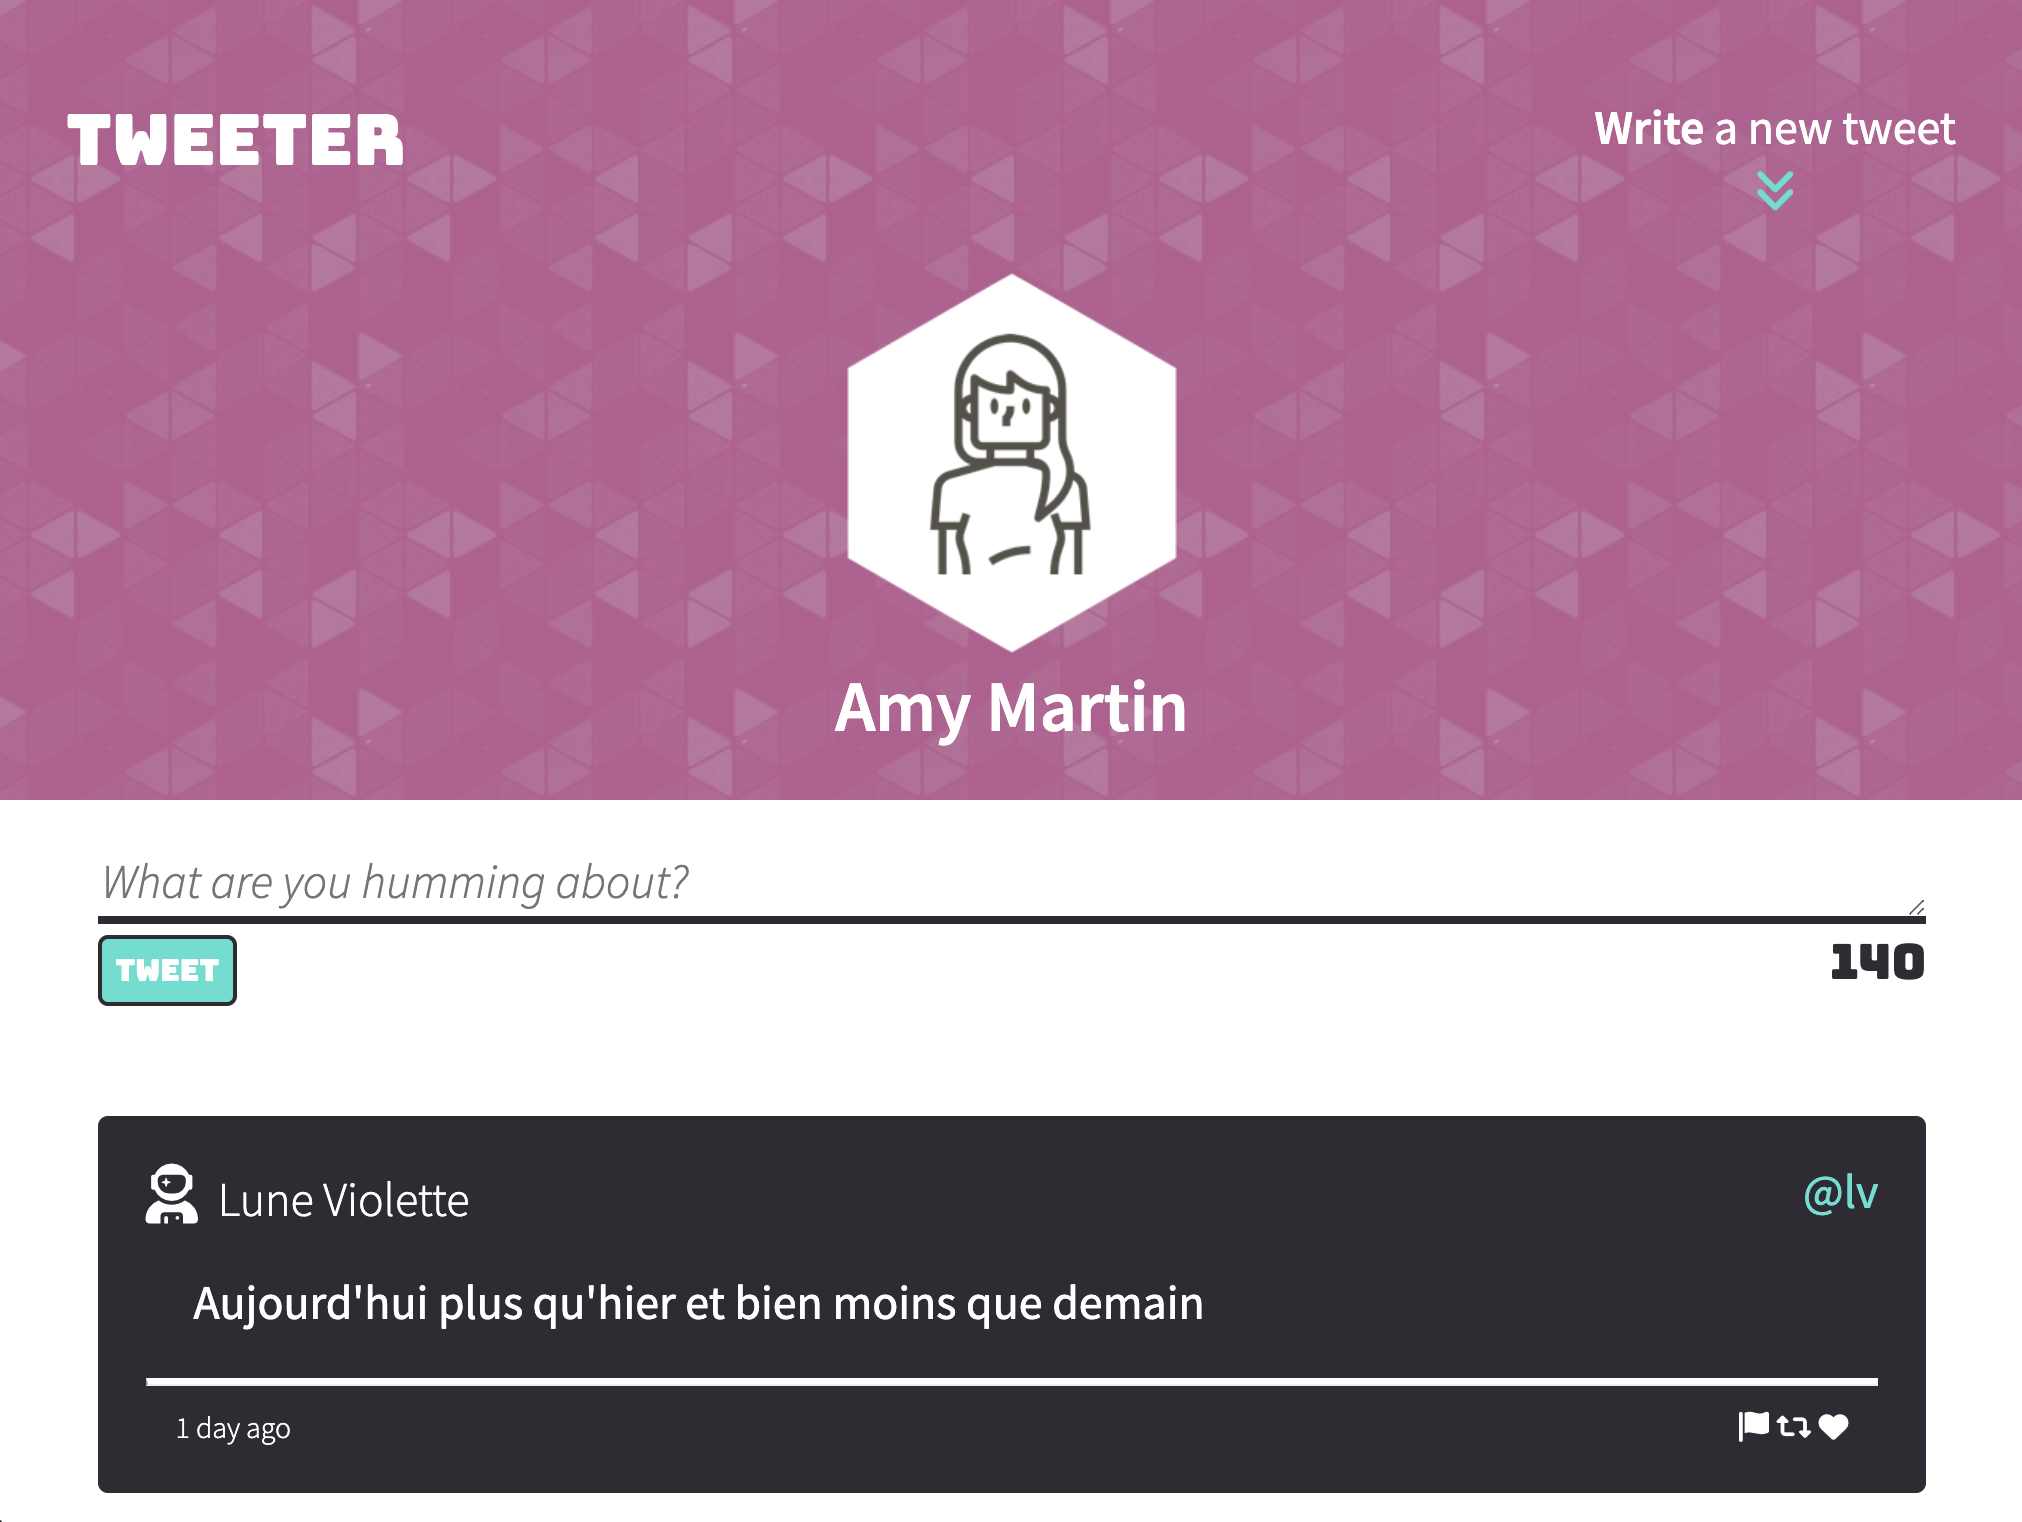 TWEETER
Write a new tweet
Amy Martin
What are you humming about?
TWEET
140
Lune Violette
@lv
Aujourd'hui plus qu'hier et bien moins que demain
1 day ago